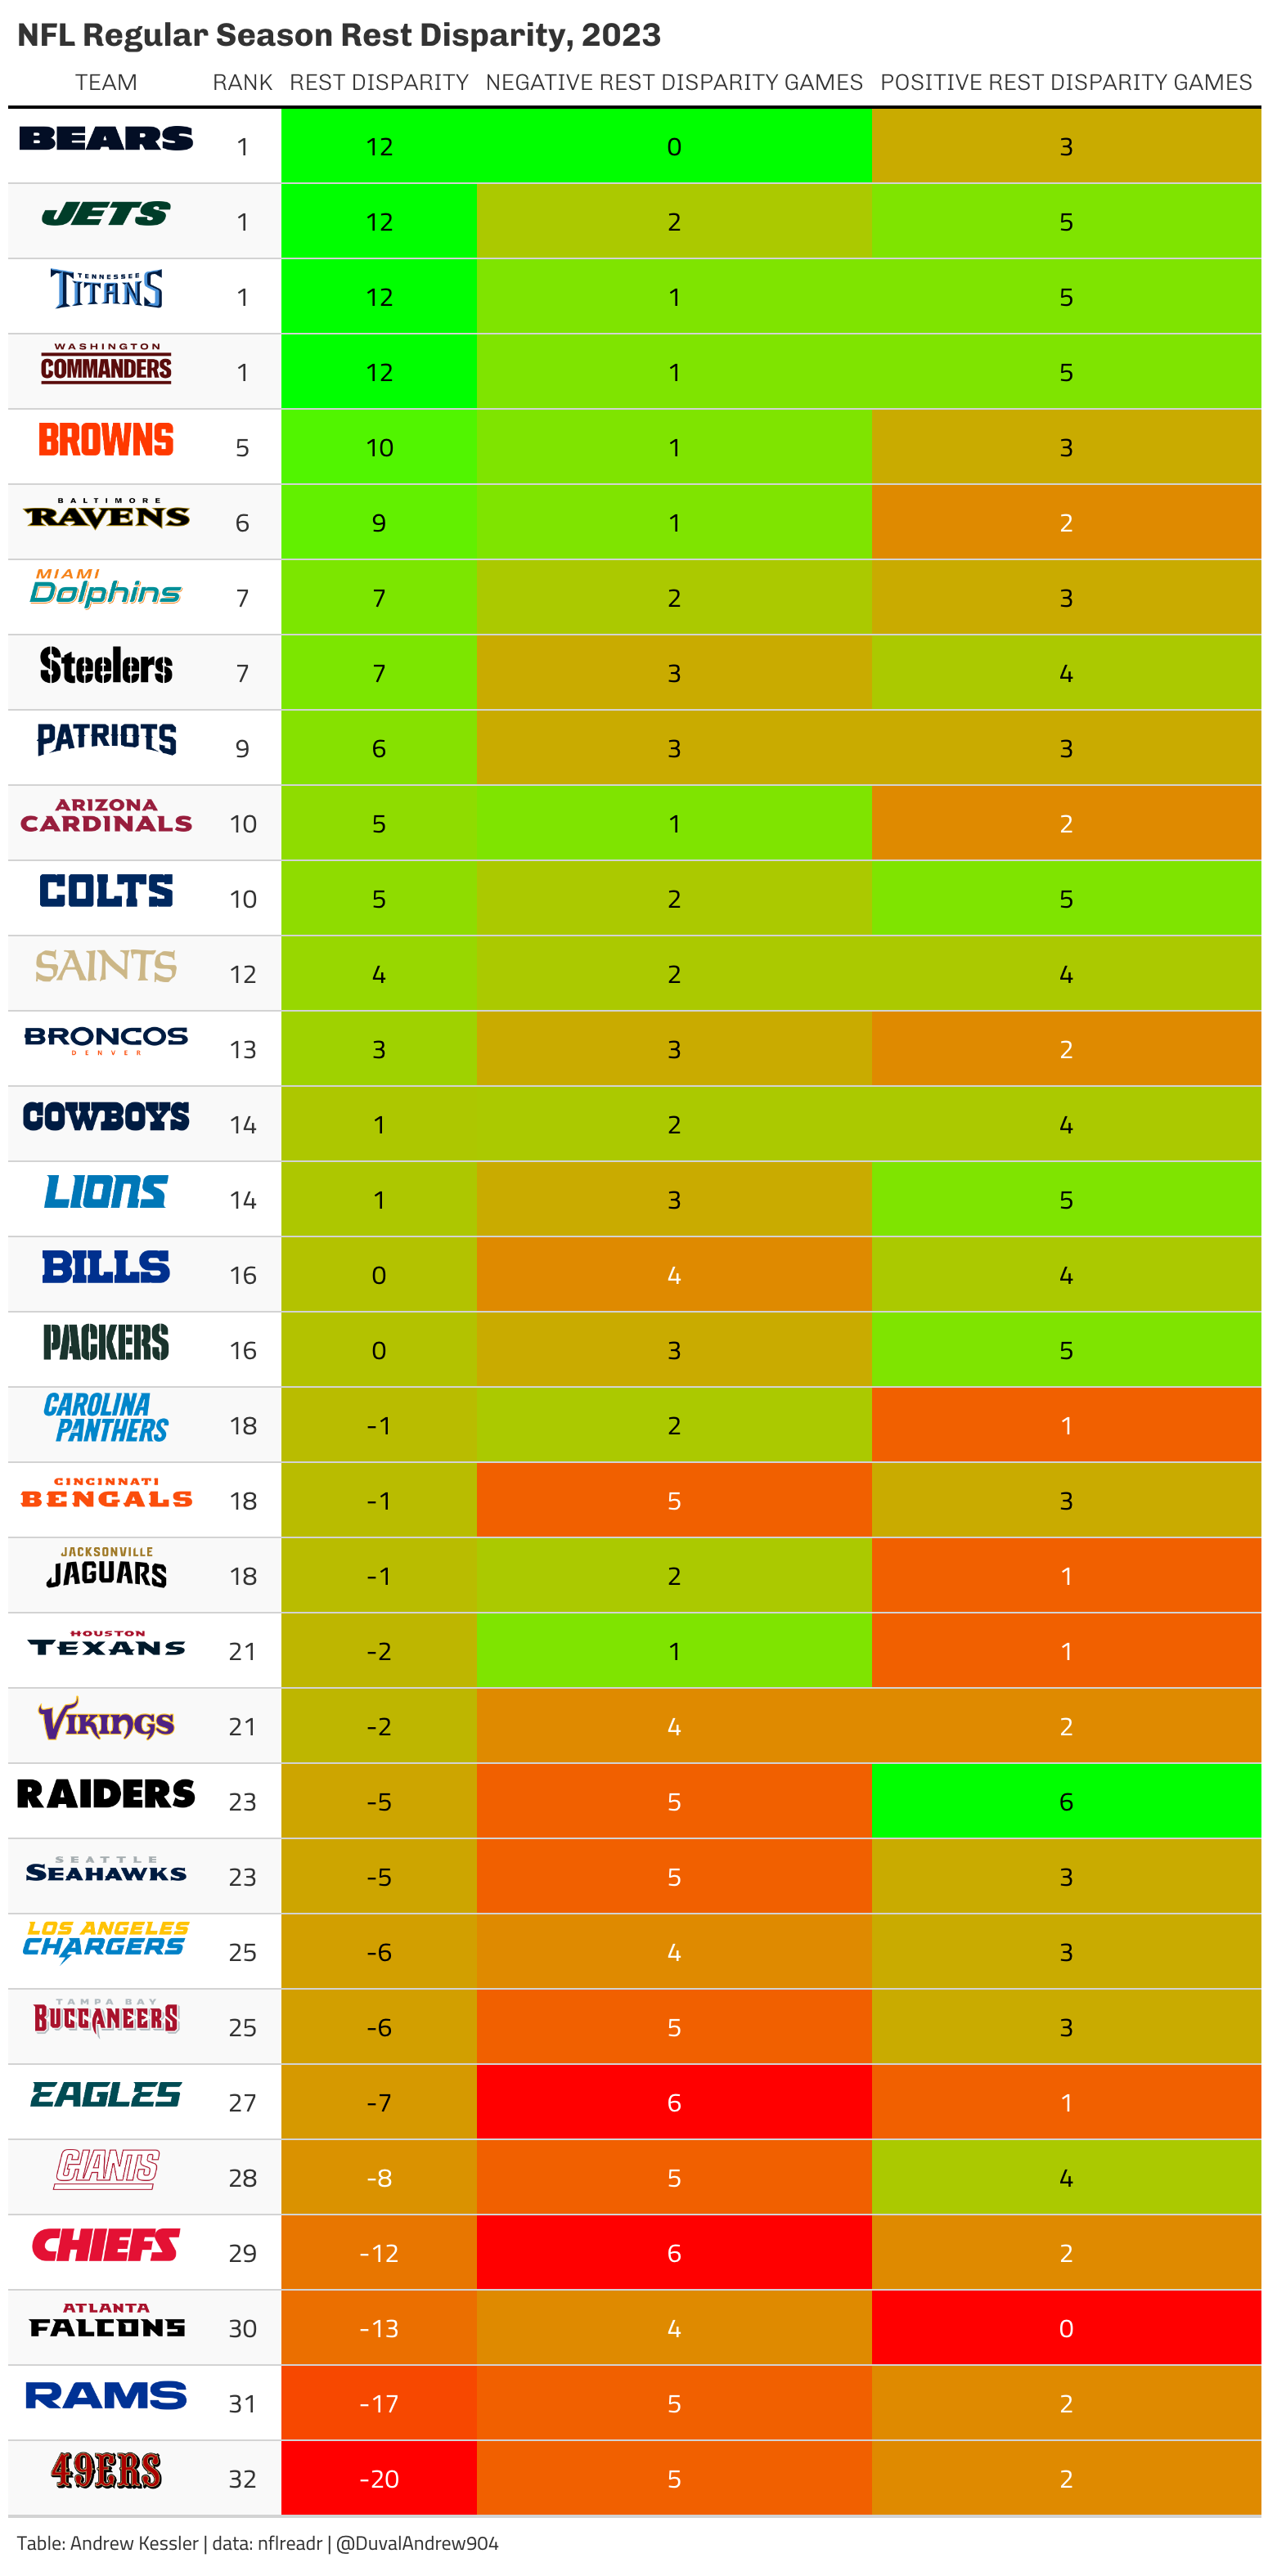 NFL Regular Season Rest Disparity, 2023
TEAM RANK REST DISPARITY NEGATIVE REST DISPARITY GAMES POSITIVE REST DISPARITY GAMES
BEARS 1 12 0 3
JETS 1 12 2 5
TENNESSEE
TITANS 1 12 1 5
WASHINGTON
COMMANDERS 1 12 1 5
BROWNS 5 10 1 3
BALTIMORE
RAVENS 6 9 1 2
MIAMI
Dolphins 7 7 2 3
Steelers 7 7 3 4
PATRIOTS 9 6 3 3
ARIZONA
CARDINALS 10 5 1 2
COLTS 10 5 2 5
SAINTS 12 4 2 4
BRONCOS 13 3 3 2
DENVER
COWBOYS 14 1 2 4
LIONS 14 1 3 5
BILLS 16 0 4 4
PACKERS 16 0 3 5
CAROLINA
PANTHERS 18 -1 2 1
CINCINNATI
BENGALS 18 -1 5 3
JACKSONVILLE
JAGUARS 18 -1 2 1
HOUSTON
TEXANS 21 -2 1 1
VIKINGS 21 -2 4 2
RAIDERS 23 -5 5 6
SEATTLE
SEAHAWKS 23 -5 5 3
LOS ANGELES
CHARGERS 25 -6 4 3
TAMPA BAY
BUCCANEERS 25 -6 5 3
EAGLES 27 -7 6 1
GIANTS 28 -8 5 4
CHIEFS 29 -12 6 2
ATLANTA
FALCONS 30 -13 4 0
RAMS 31 -17 5 2
49ERS 32 -20 5 2
Table: Andrew Kessler | data: nflreadr | @DuvalAndrew904